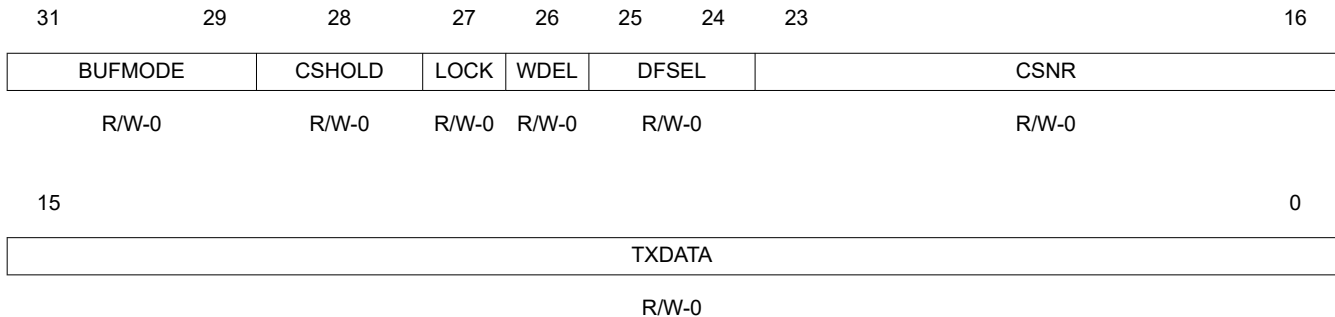 31 29 28 27 26 25 24 23 16
BUFMODE CSHOLD LOCK WDEL DFSEL CSNR
R/W-0 R/W-0 R/W-0 R/W-0 R/W-0 R/W-0
15 0
TXDATA
R/W-0